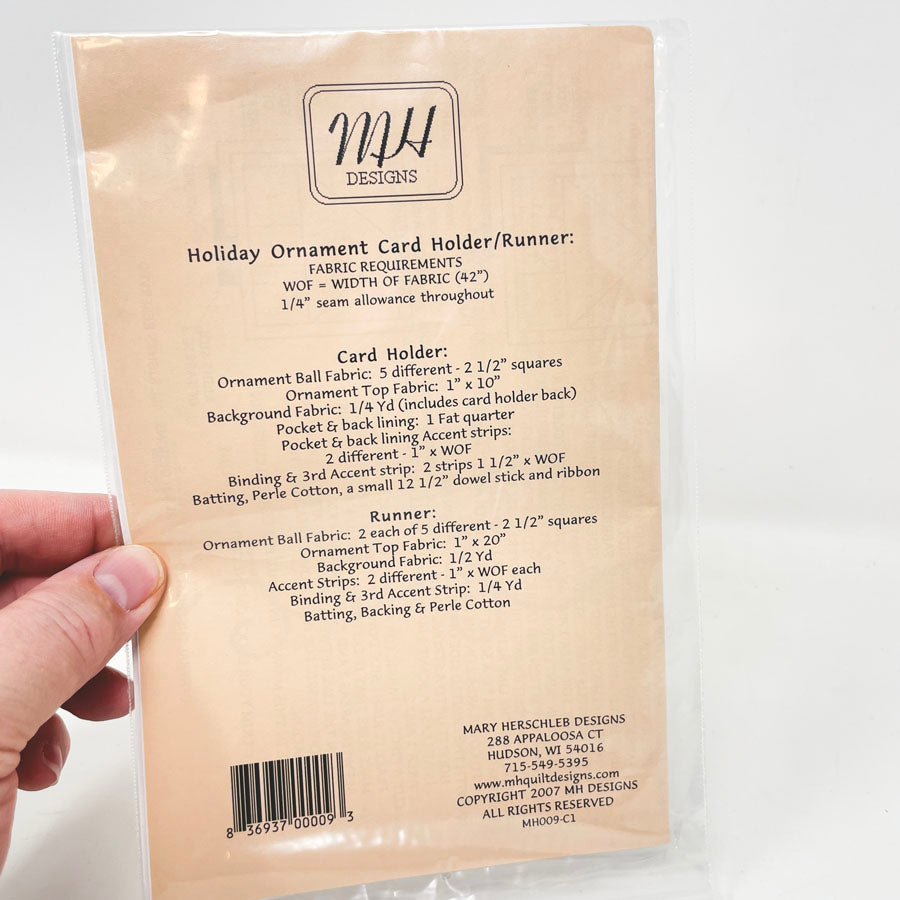 MH
DESIGNS
Holiday Ornament Card Holder/Runner:
FABRIC REQUIREMENTS
WOF = WIDTH OF FABRIC (42”)
1/4” seam allowance throughout
Card Holder:
Ornament Ball Fabric: 5 different - 2 1/2” squares
Ornament Top Fabric: 1” x 10”
Background Fabric: 1/4 Yd (includes card holder back)
Pocket & back lining: 1 Fat quarter
Pocket & back lining Accent strips:
2 different - 1” x WOF
Binding & 3rd Accent strip: 2 strips 1 1/2” x WOF
Batting, Perle Cotton, a small 12 1/2” dowel stick and ribbon
Runner:
Ornament Ball Fabric: 2 each of 5 different - 2 1/2” squares
Ornament Top Fabric: 1” x 20”
Background Fabric: 1/2 Yd
Accent Strips: 2 different - 1” x WOF each
Binding & 3rd Accent Strip: 1/4 Yd
Batting, Backing & Perle Cotton
MARY HERSCHLEB DESIGNS
288 APPALOOSA CT
HUDSON, WI 54016
715-549-5395
www.mhquiltdesigns.com
COPYRIGHT 2007 MH DESIGNS
ALL RIGHTS RESERVED
MH009-C1
8 36937 00009 3